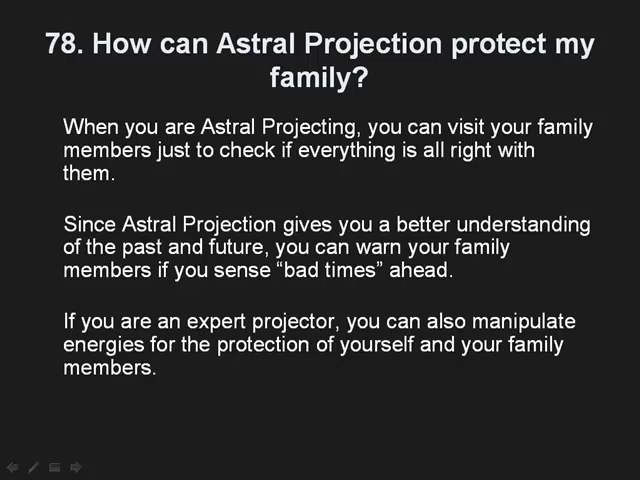 78. How can Astral Projection protect my
family?
When you are Astral Projecting, you can visit your family
members just to check if everything is all right with
them.
Since Astral Projection gives you a better understanding
of the past and future, you can warn your family
members if you sense “bad times” ahead.
If you are an expert projector, you can also manipulate
energies for the protection of yourself and your family
members.